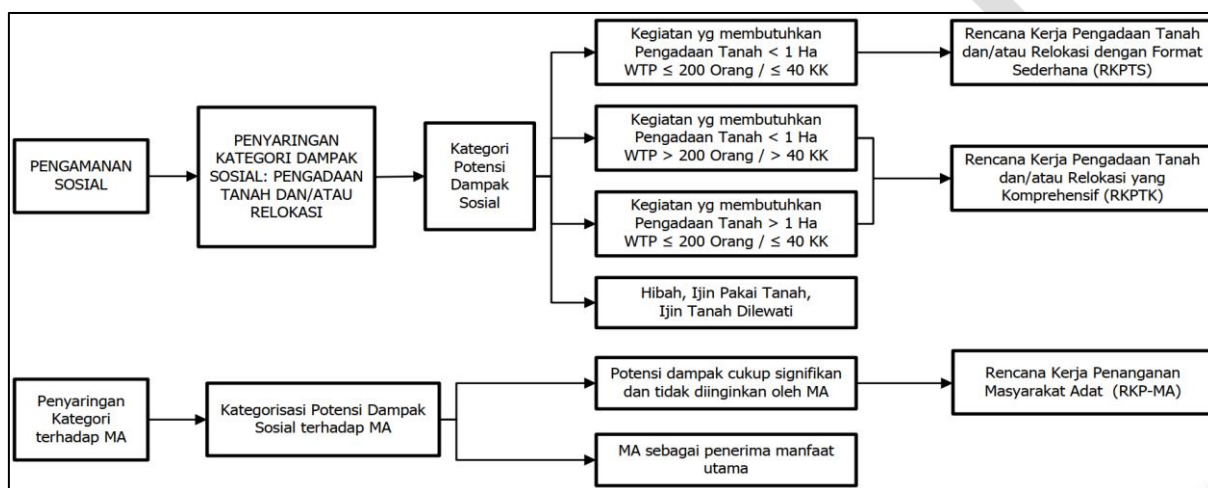 PENGAMANAN
SOSIAL
PENYARINGAN
KATEGORI DAMPAK
SOSIAL: PENGADAAN
TANAH DAN/ATAU
RELOKASI
Kategori
Potensi
Dampak
Sosial
Kegiatan yg membutuhkan
Pengadaan Tanah < 1 Ha
WTP ≤ 200 Orang / ≤ 40 KK
Rencana Kerja Pengadaan Tanah
dan/atau Relokasi dengan Format
Sederhana (RKPTS)
Kegiatan yg membutuhkan
Pengadaan Tanah < 1 Ha
WTP > 200 Orang / > 40 KK
Kegiatan yg membutuhkan
Pengadaan Tanah > 1 Ha
WTP ≤ 200 Orang / ≤ 40 KK
Rencana Kerja Pengadaan Tanah
dan/atau Relokasi yang
Komprehensif (RKPTK)
Hibah, Ijin Pakai Tanah,
Ijin Tanah Dilewati
Penyaringan
Kategori
terhadap MA
Kategorisasi Potensi Dampak
Sosial terhadap MA
Potensi dampak cukup signifikan
dan tidak diinginkan oleh MA
Rencana Kerja Penanganan
Masyarakat Adat (RKP-MA)
MA sebagai penerima manfaat
utama